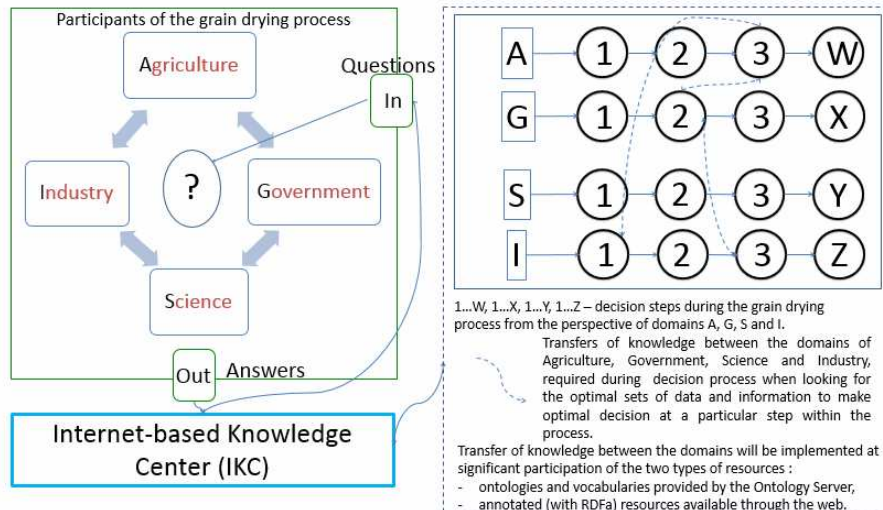 Participants of the grain drying process
Agriculture
Questions
In
Industry
?
Government
Science
Out
Answers
Internet-based Knowledge
Center (IKC)
A 1 2 3 W
G 1 2 3 X
S 1 2 3 Y
I 1 2 3 Z
1...W, 1...X, 1...Y, 1...Z – decision steps during the grain drying
process from the perspective of domains A, G, S and I.
Transfers of knowledge between the domains of
Agriculture, Government, Science and Industry,
required during decision process when looking for
the optimal sets of data and information to make
optimal decision at a particular step within the
process.
Transfer of knowledge between the domains will be implemented at
significant participation of the two types of resources :
- ontologies and vocabularies provided by the Ontology Server,
- annotated (with RDFa) resources available through the web.